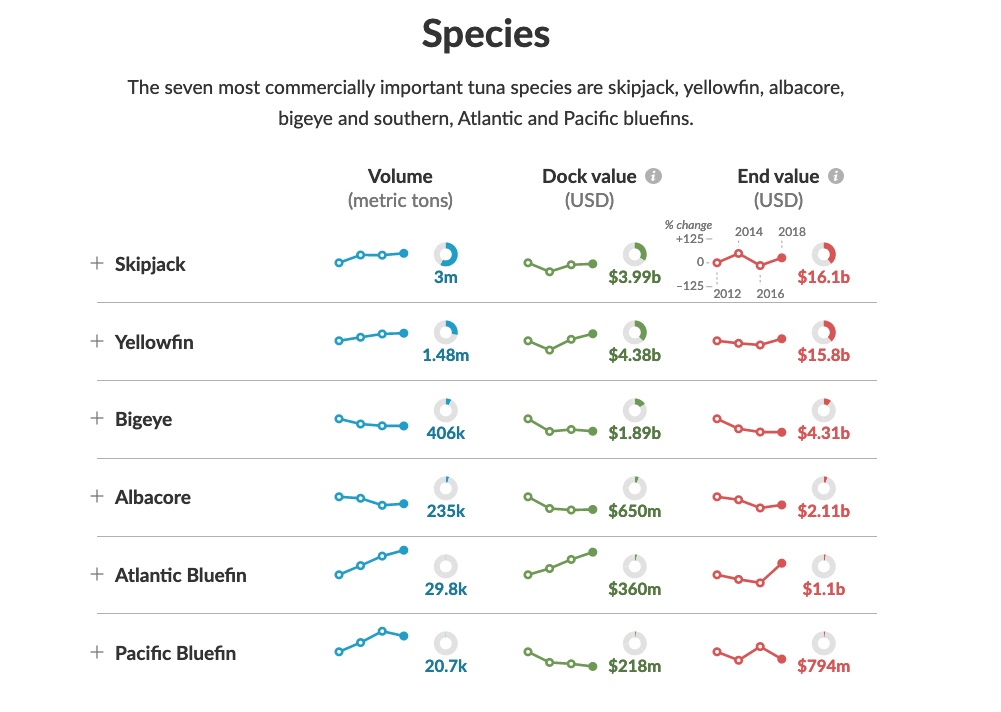 Species
The seven most commercially important tuna species are skipjack, yellowfin, albacore,
bigeye and southern, Atlantic and Pacific bluefins.
Volume Dock value i End value i
(metric tons) (USD) (USD)
% change
+125 2014 2018
0
−125 2012 2016
+ Skipjack 3m $3.99b $16.1b
+ Yellowfin 1.48m $4.38b $15.8b
+ Bigeye 406k $1.89b $4.31b
+ Albacore 235k $650m $2.11b
+ Atlantic Bluefin 29.8k $360m $1.1b
+ Pacific Bluefin 20.7k $218m $794m